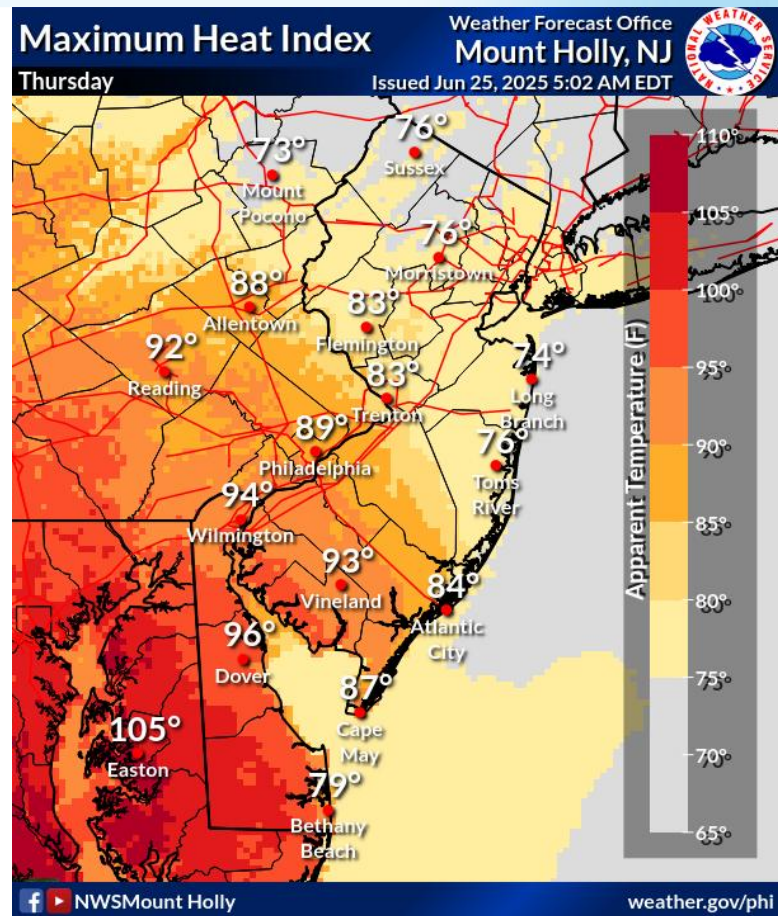 Maximum Heat Index
Thursday
Weather Forecast Office
Mount Holly, NJ
Issued Jun 25, 2025 5:02 AM EDT
NATIONAL WEATHER SERVICE
76°
Sussex
73°
Mount
Pocono
76°
Morristown
88°
Allentown
83°
Flemington
92°
Reading
74°
Long
Branch
83°
Trenton
89°
Philadelphia
76°
Toms
River
94°
Wilmington
93°
Vineland
84°
Atlantic
City
96°
Dover
87°
Cape
May
105°
Easton
79°
Bethany
Beach
Apparent Temperature (F)
110°
105°
100°
95°
90°
85°
80°
75°
70°
65°
NWSMount Holly
weather.gov/phi